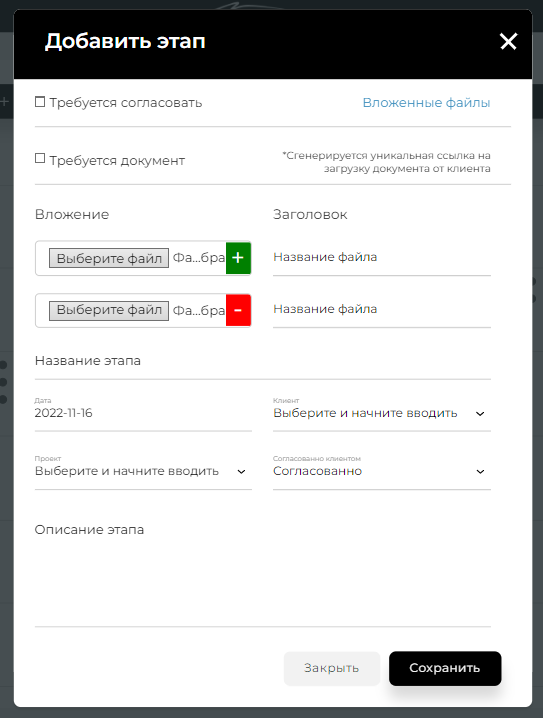 Добавить этап
Требуется согласовать
Вложенные файлы
Требуется документ
*Сгенерируется уникальная ссылка на
загрузку документа от клиента
Вложение
Заголовок
Выберите файл Фа...бра +
Название файла
Выберите файл Фа...бра -
Название файла
Название этапа
Дата
2022-11-16
Клиент
Выберите и начните вводить
Проект
Выберите и начните вводить
Согласованно клиентом
Согласованно
Описание этапа
Закрыть
Сохранить